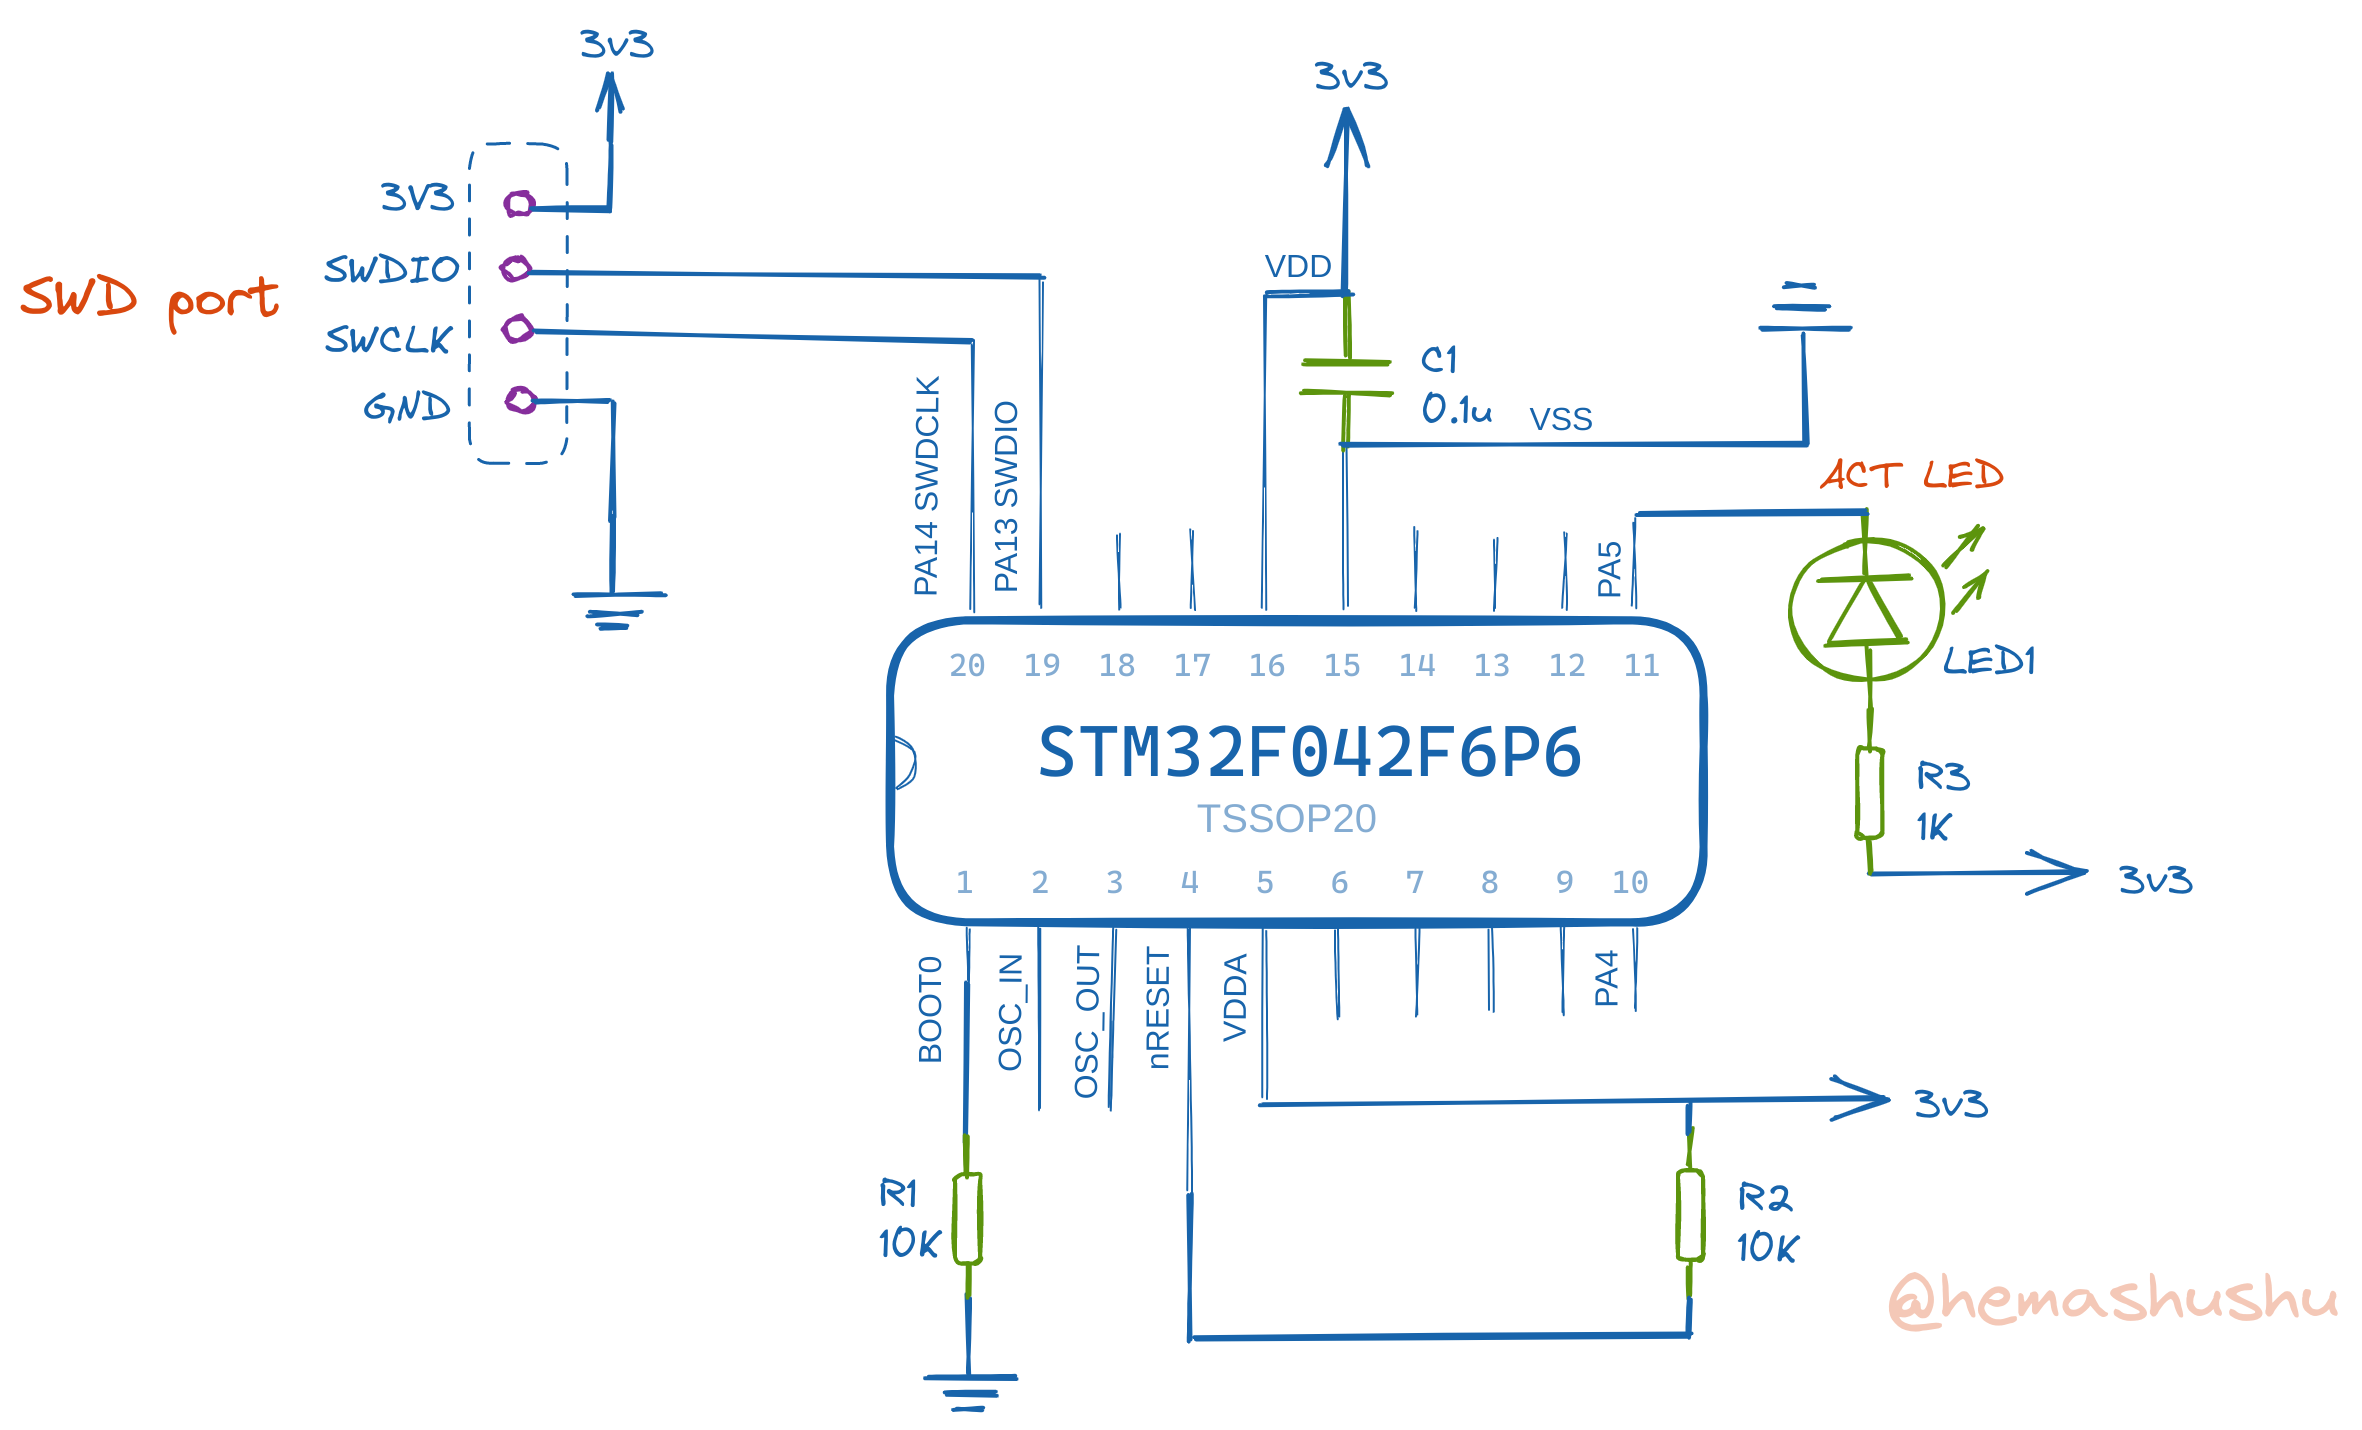 3v3
3v3
3V3
SWDIO
SWD port
SWCLK
GND
VDD
C1
0.1u
VSS
ACT LED
PA14 SWDCLK
PA13 SWDIO
PA5
LED1
20 19 18 17 16 15 14 13 12 11
STM32F042F6P6
TSSOP20
1 2 3 4 5 6 7 8 9 10
R3
1K
3v3
BOOT0
OSC_IN
OSC_OUT
nRESET
VDDA
PA4
3v3
R1
10K
R2
10K
@hemashushu